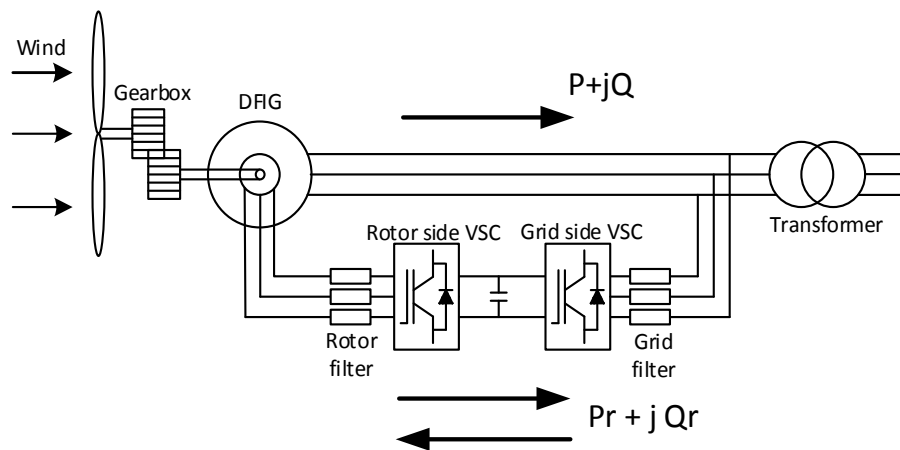 Wind
P+jQ
Gearbox
DFIG
Transformer
Rotor side VSC
Grid side VSC
Rotor
filter
Grid
filter
Pr + j Qr